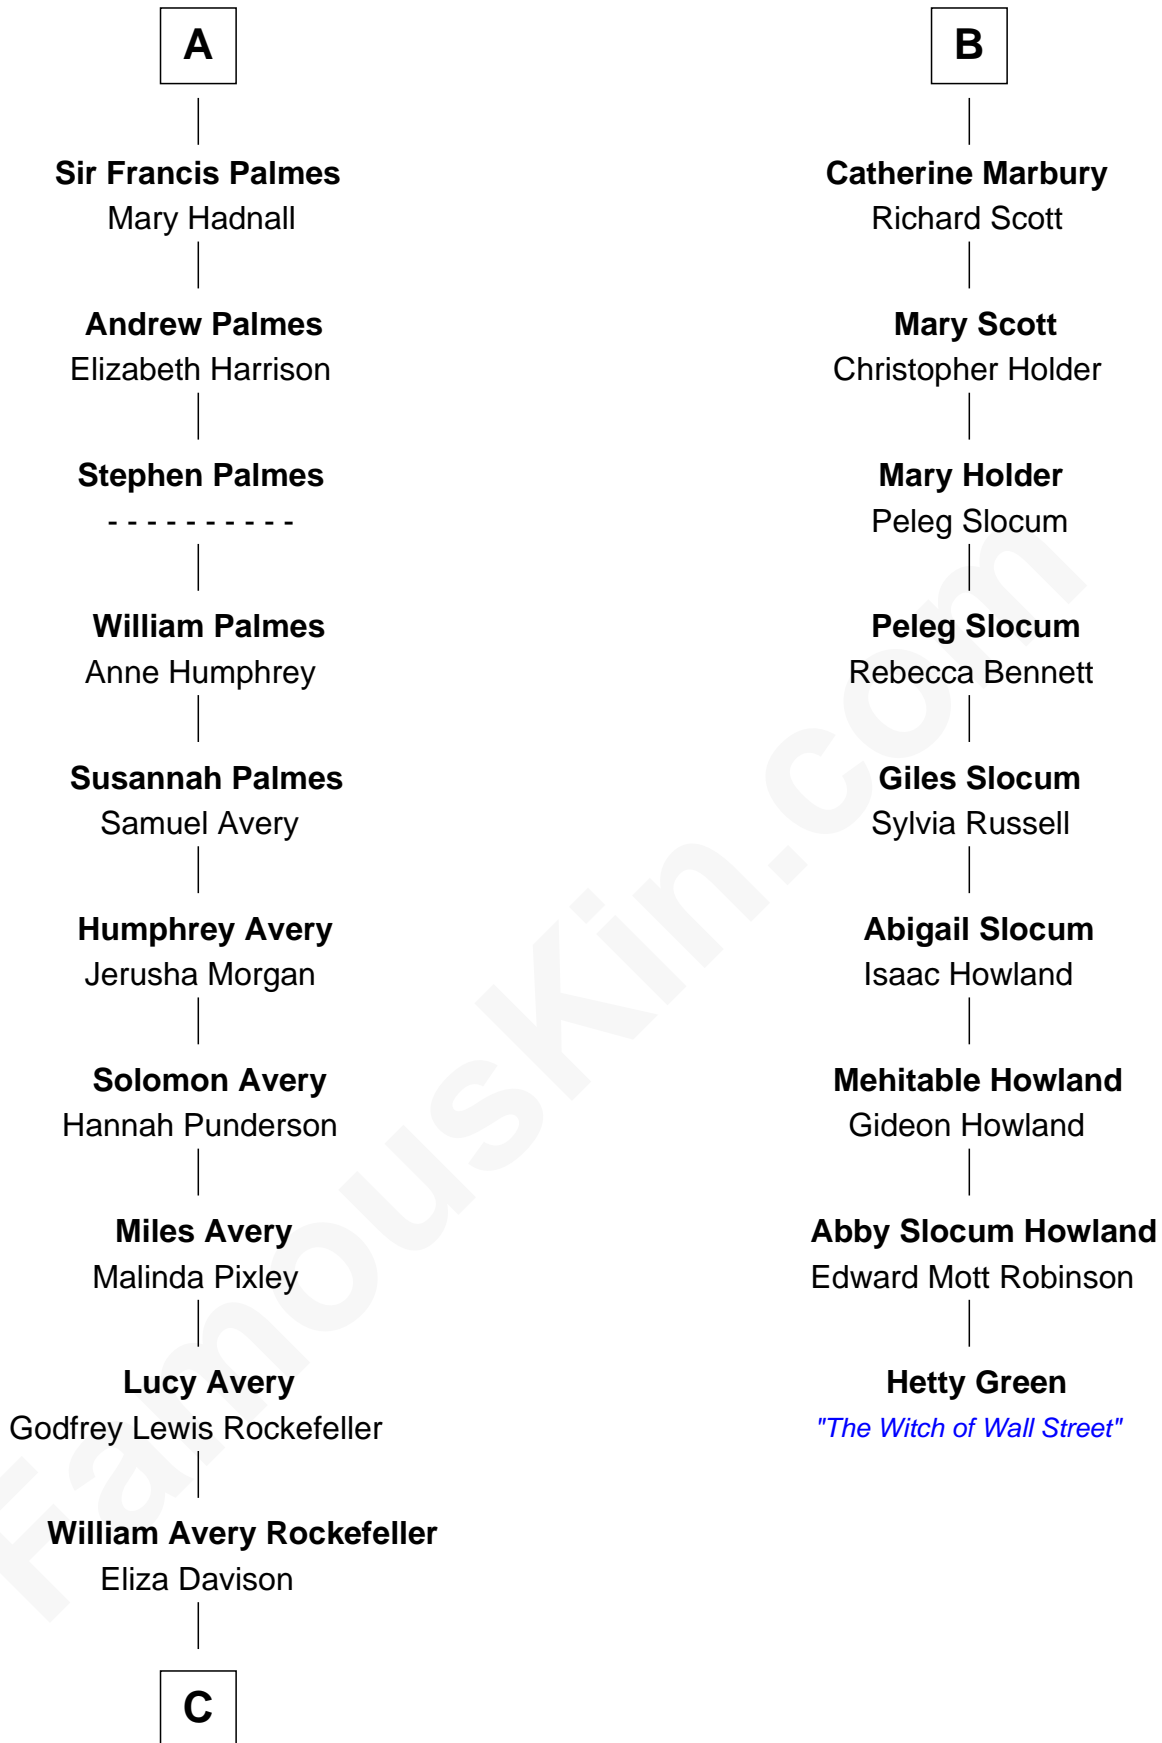 A
Sir Francis Palmes
Mary Hadnall
Andrew Palmes
Elizabeth Harrison
Stephen Palmes
- - - - - - - - - -
William Palmes
Anne Humphrey
Susannah Palmes
Samuel Avery
Humphrey Avery
Jerusha Morgan
Solomon Avery
Hannah Punderson
Miles Avery
Malinda Pixley
Lucy Avery
Godfrey Lewis Rockefeller
William Avery Rockefeller
Eliza Davison
C
B
Catherine Marbury
Richard Scott
Mary Scott
Christopher Holder
Mary Holder
Peleg Slocum
Peleg Slocum
Rebecca Bennett
Giles Slocum
Sylvia Russell
Abigail Slocum
Isaac Howland
Mehitable Howland
Gideon Howland
Abby Slocum Howland
Edward Mott Robinson
Hetty Green
"The Witch of Wall Street"
FamousKin.com